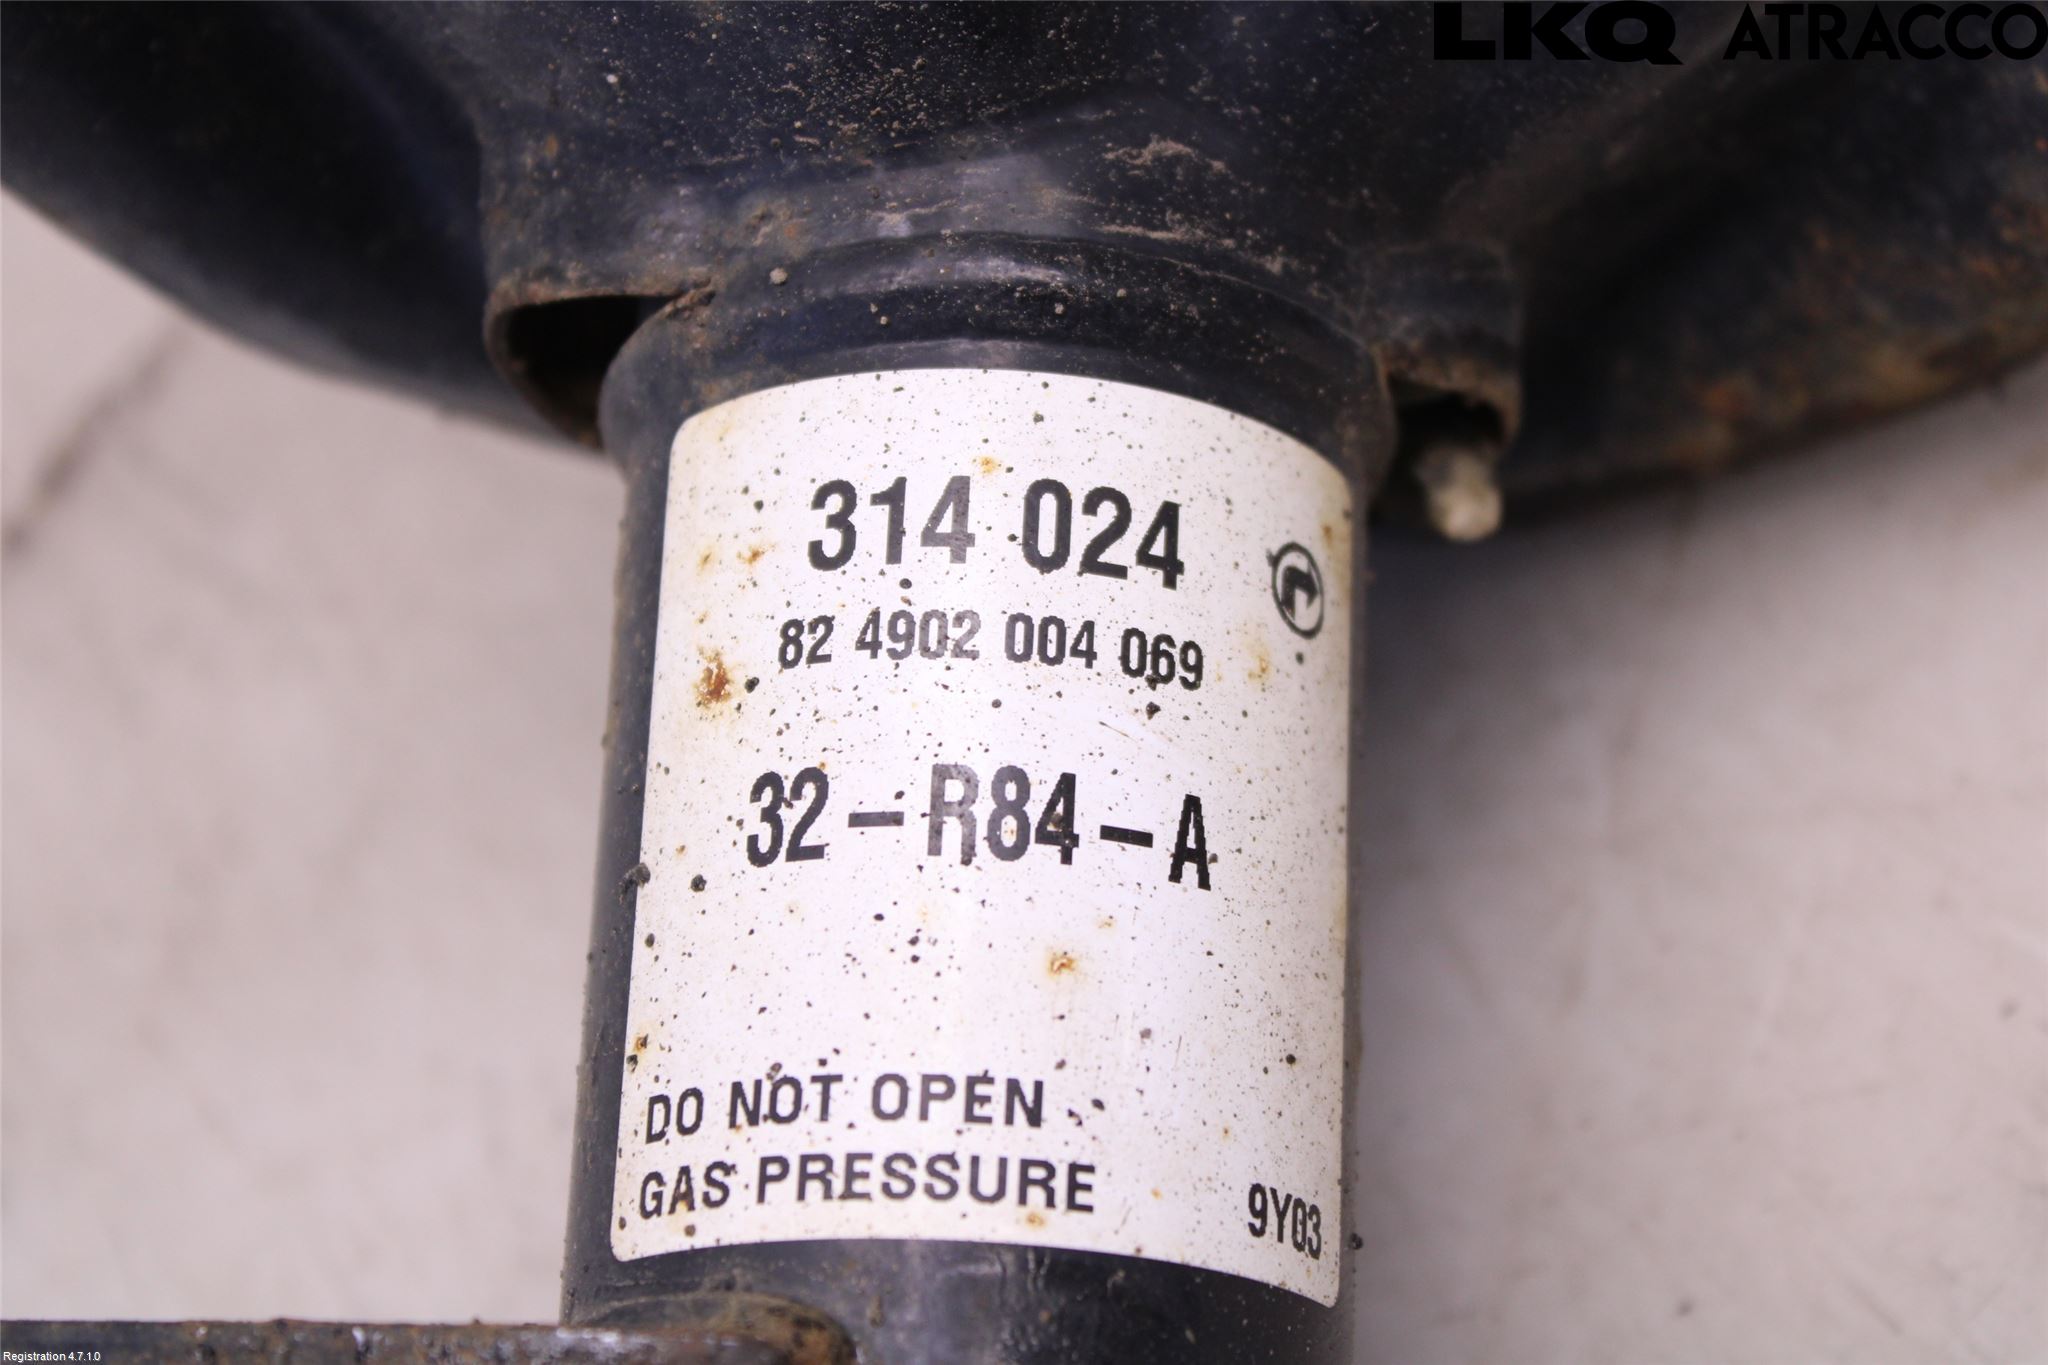 LKQ ATRACCO
314 024
82 4902 004 069
32-R84-A
DO NOT OPEN
GAS PRESSURE
9Y03
Registration 4.7.1.0